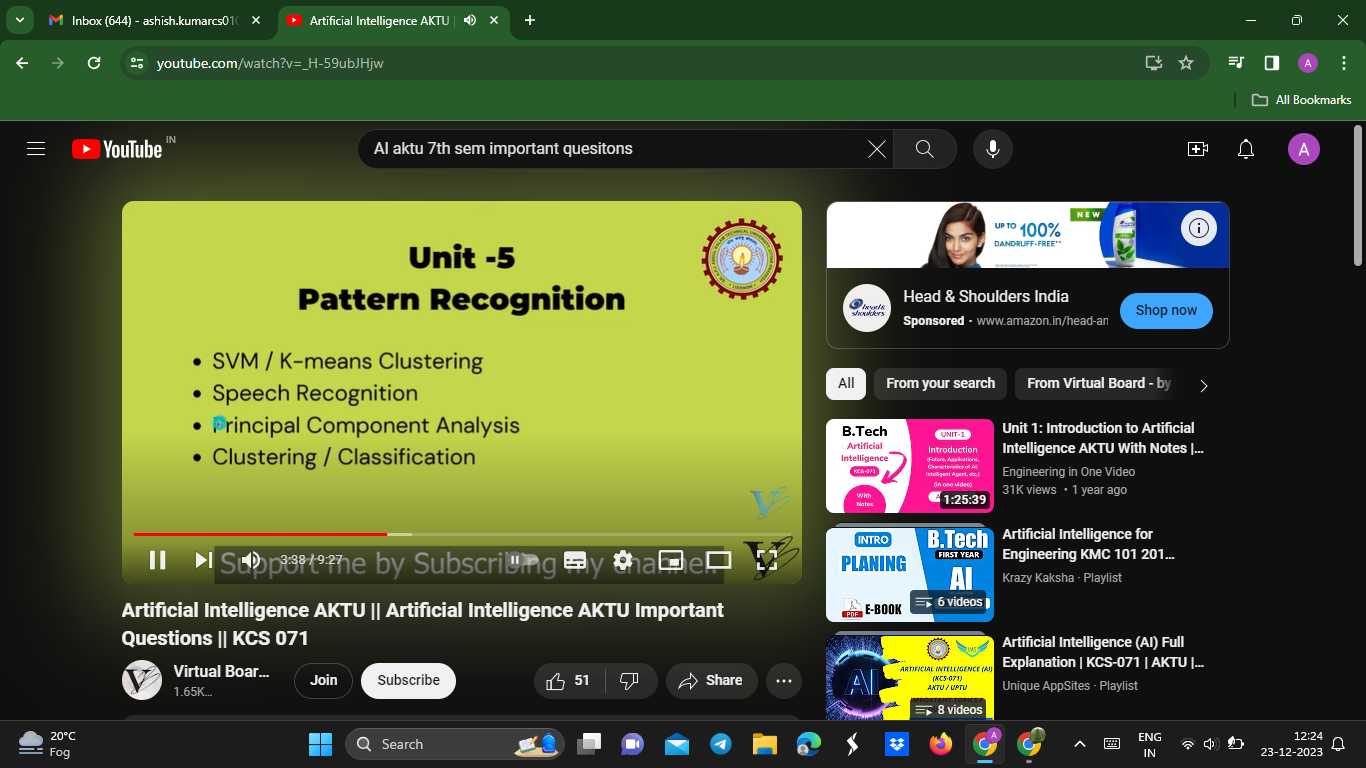 Inbox (644) - ashish.kumarcs01
Artificial Intelligence AKTU
youtube.com/watch?v=_H-59ubJHjw
A
All Bookmarks
YouTube IN
AI aktu 7th sem important quesitons
A
Unit -5
Pattern Recognition
• SVM / K-means Clustering
• Speech Recognition
• Principal Component Analysis
• Clustering / Classification
Support me by Subscribing my channel.
3:38 / 9:27
Artificial Intelligence AKTU || Artificial Intelligence AKTU Important
Questions || KCS 071
Virtual Boar...
1.65K...
Join
Subscribe
51
Share
NEW
UP TO 100%
DANDRUFF-FREE**
head &
shoulders
Head & Shoulders India
Sponsored · www.amazon.in/head-an
Shop now
All
From your search
From Virtual Board - by
B.Tech
Artificial
Intelligence
KCS-071
With
Notes
UNIT-1
Introduction
(Future, Applications,
Characteristics of AI,
Intelligent Agent, etc.)
(in one video)
1:25:39
Unit 1: Introduction to Artificial
Intelligence AKTU With Notes |...
Engineering in One Video
31K views • 1 year ago
INTRO
PLANING
B.Tech
FIRST YEAR
AI
PDF
E-BOOK
6 videos
Artificial Intelligence for
Engineering KMC 101 201...
Krazy Kaksha · Playlist
AI
ARTIFICIAL INTELLIGENCE (AI)
(KCS-071)
AKTU / UPTU
IMPORTANT TOPICS
8 videos
Artificial Intelligence (AI) Full
Explanation | KCS-071 | AKTU |...
Unique AppSites · Playlist
20°C
Fog
Search
A
ENG
IN
12:24
23-12-2023